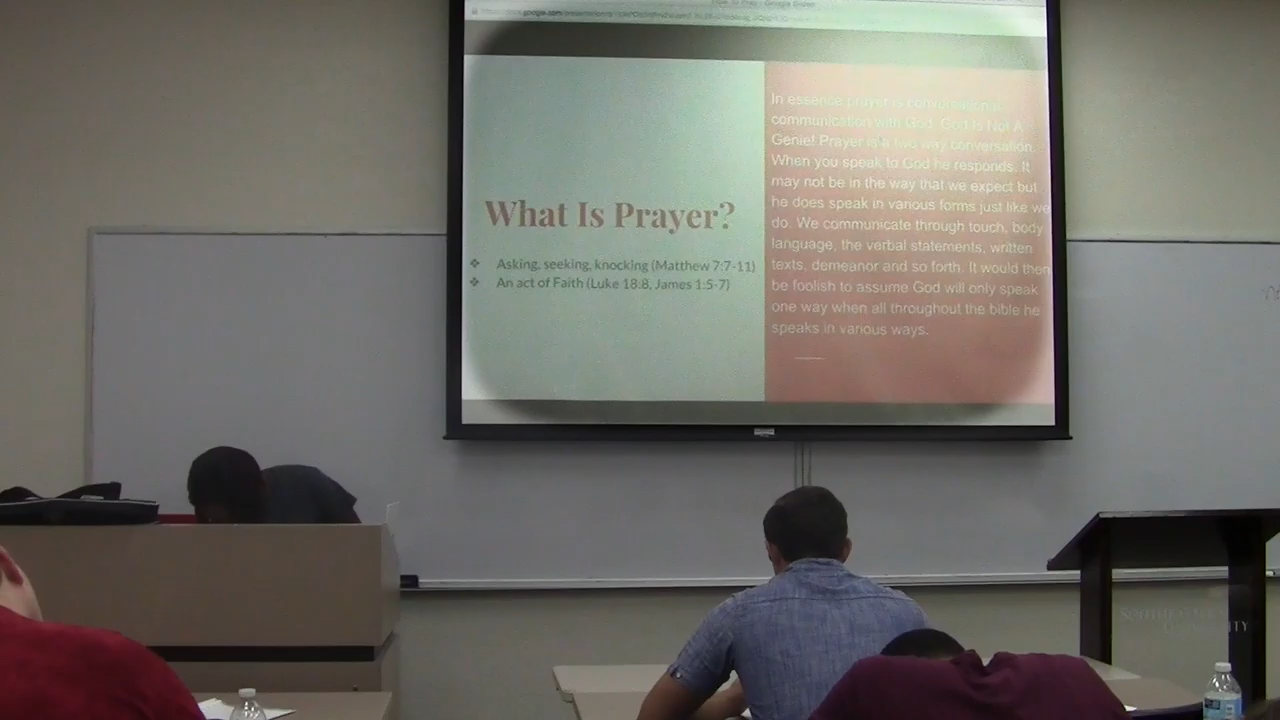 What Is Prayer?
❖ Asking, seeking, knocking (Matthew 7:7-11)
❖ An act of Faith (Luke 18:8, James 1:5-7)
In essence prayer is conversational
communication with God. God Is Not A
Genie! Prayer is a two way conversation.
When you speak to God he responds. It
may not be in the way that we expect but
he does speak in various forms just like we
do. We communicate through touch, body
language, the verbal statements, written
texts, demeanor and so forth. It would then
be foolish to assume God will only speak
one way when all throughout the bible he
speaks in various ways.